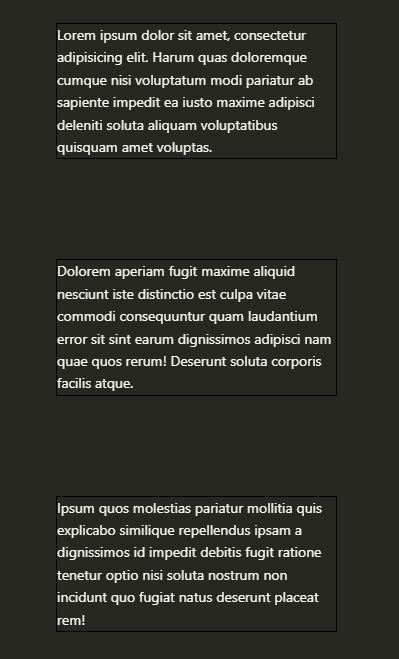 Lorem ipsum dolor sit amet, consectetur
adipisicing elit. Harum quas doloremque
cumque nisi voluptatum modi pariatur ab
sapiente impedit ea iusto maxime adipisci
deleniti soluta aliquam voluptatibus
quisquam amet voluptas.
Dolorem aperiam fugit maxime aliquid
nesciunt iste distinctio est culpa vitae
commodi consequuntur quam laudantium
error sit sint earum dignissimos adipisci nam
quae quos rerum! Deserunt soluta corporis
facilis atque.
Ipsum quos molestias pariatur mollitia quis
explicabo similique repellendus ipsam a
dignissimos id impedit debitis fugit ratione
tenetur optio nisi soluta nostrum non
incidunt quo fugiat natus deserunt placeat
rem!